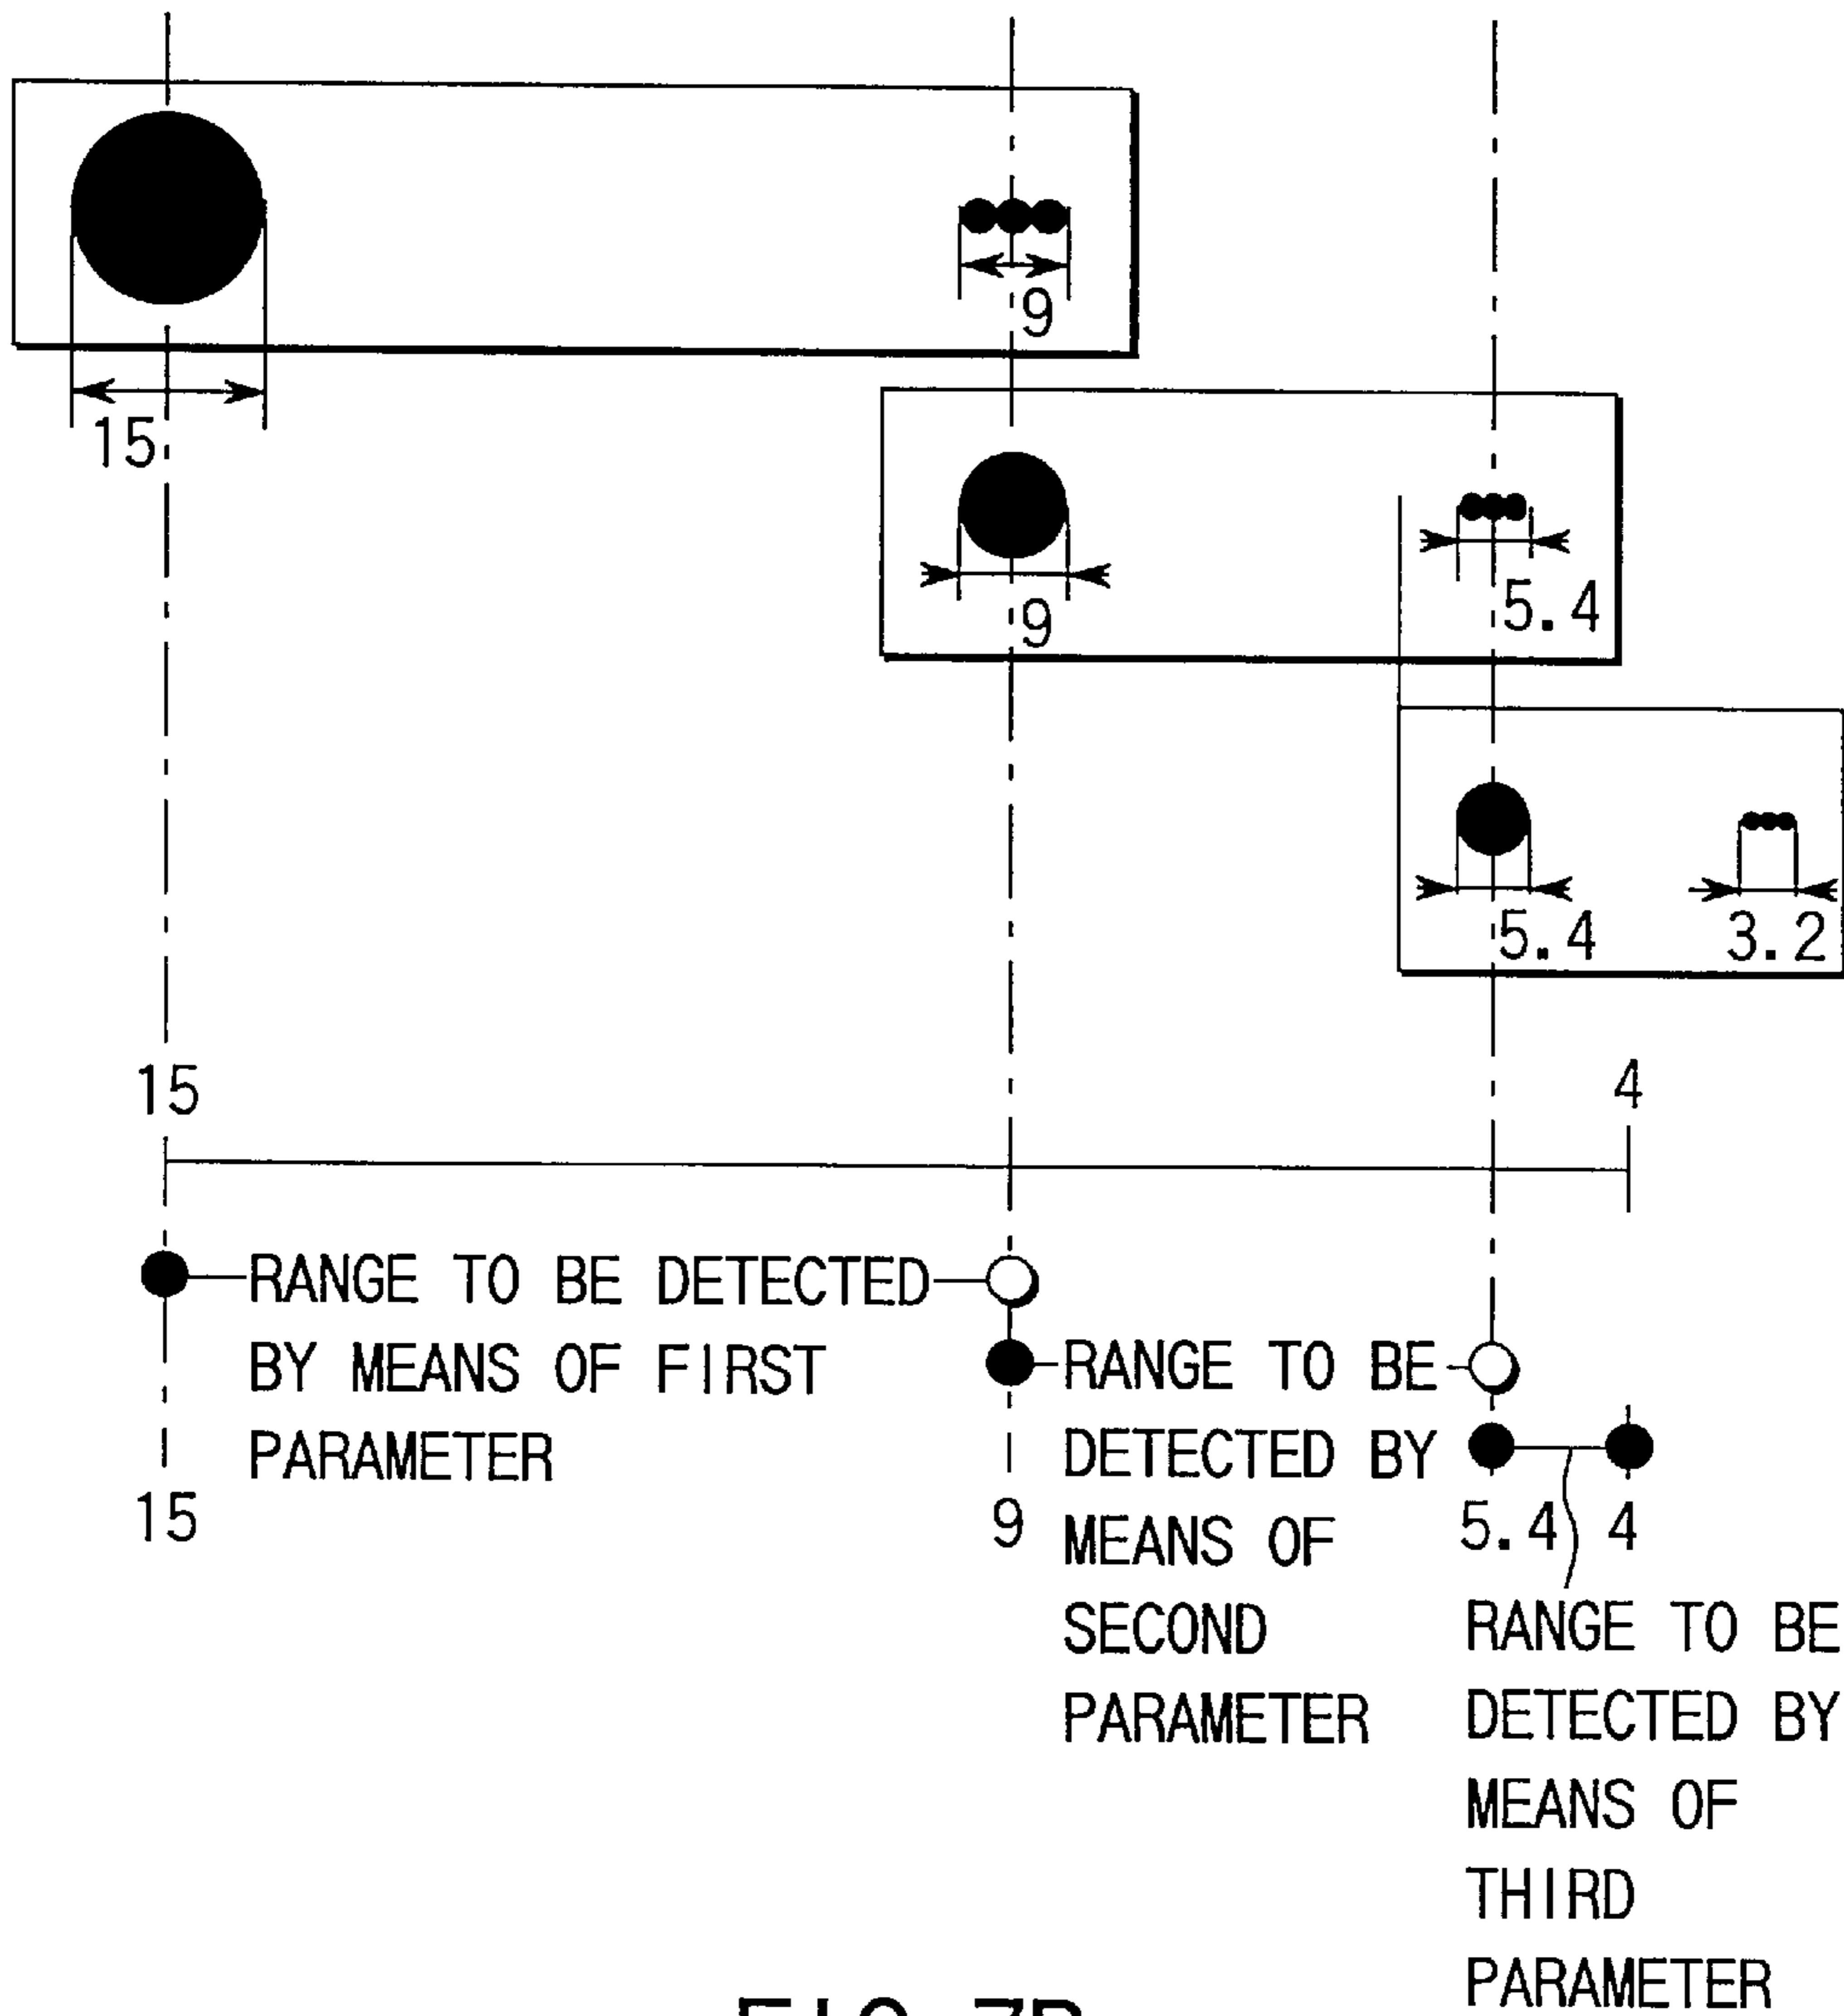 9
15
9
5.4
5.4
3.2
15
4
RANGE TO BE DETECTED
BY MEANS OF FIRST
PARAMETER
15
9
RANGE TO BE
DETECTED BY
MEANS OF
SECOND
PARAMETER
5.4
4
RANGE TO BE
DETECTED BY
MEANS OF
THIRD
PARAMETER